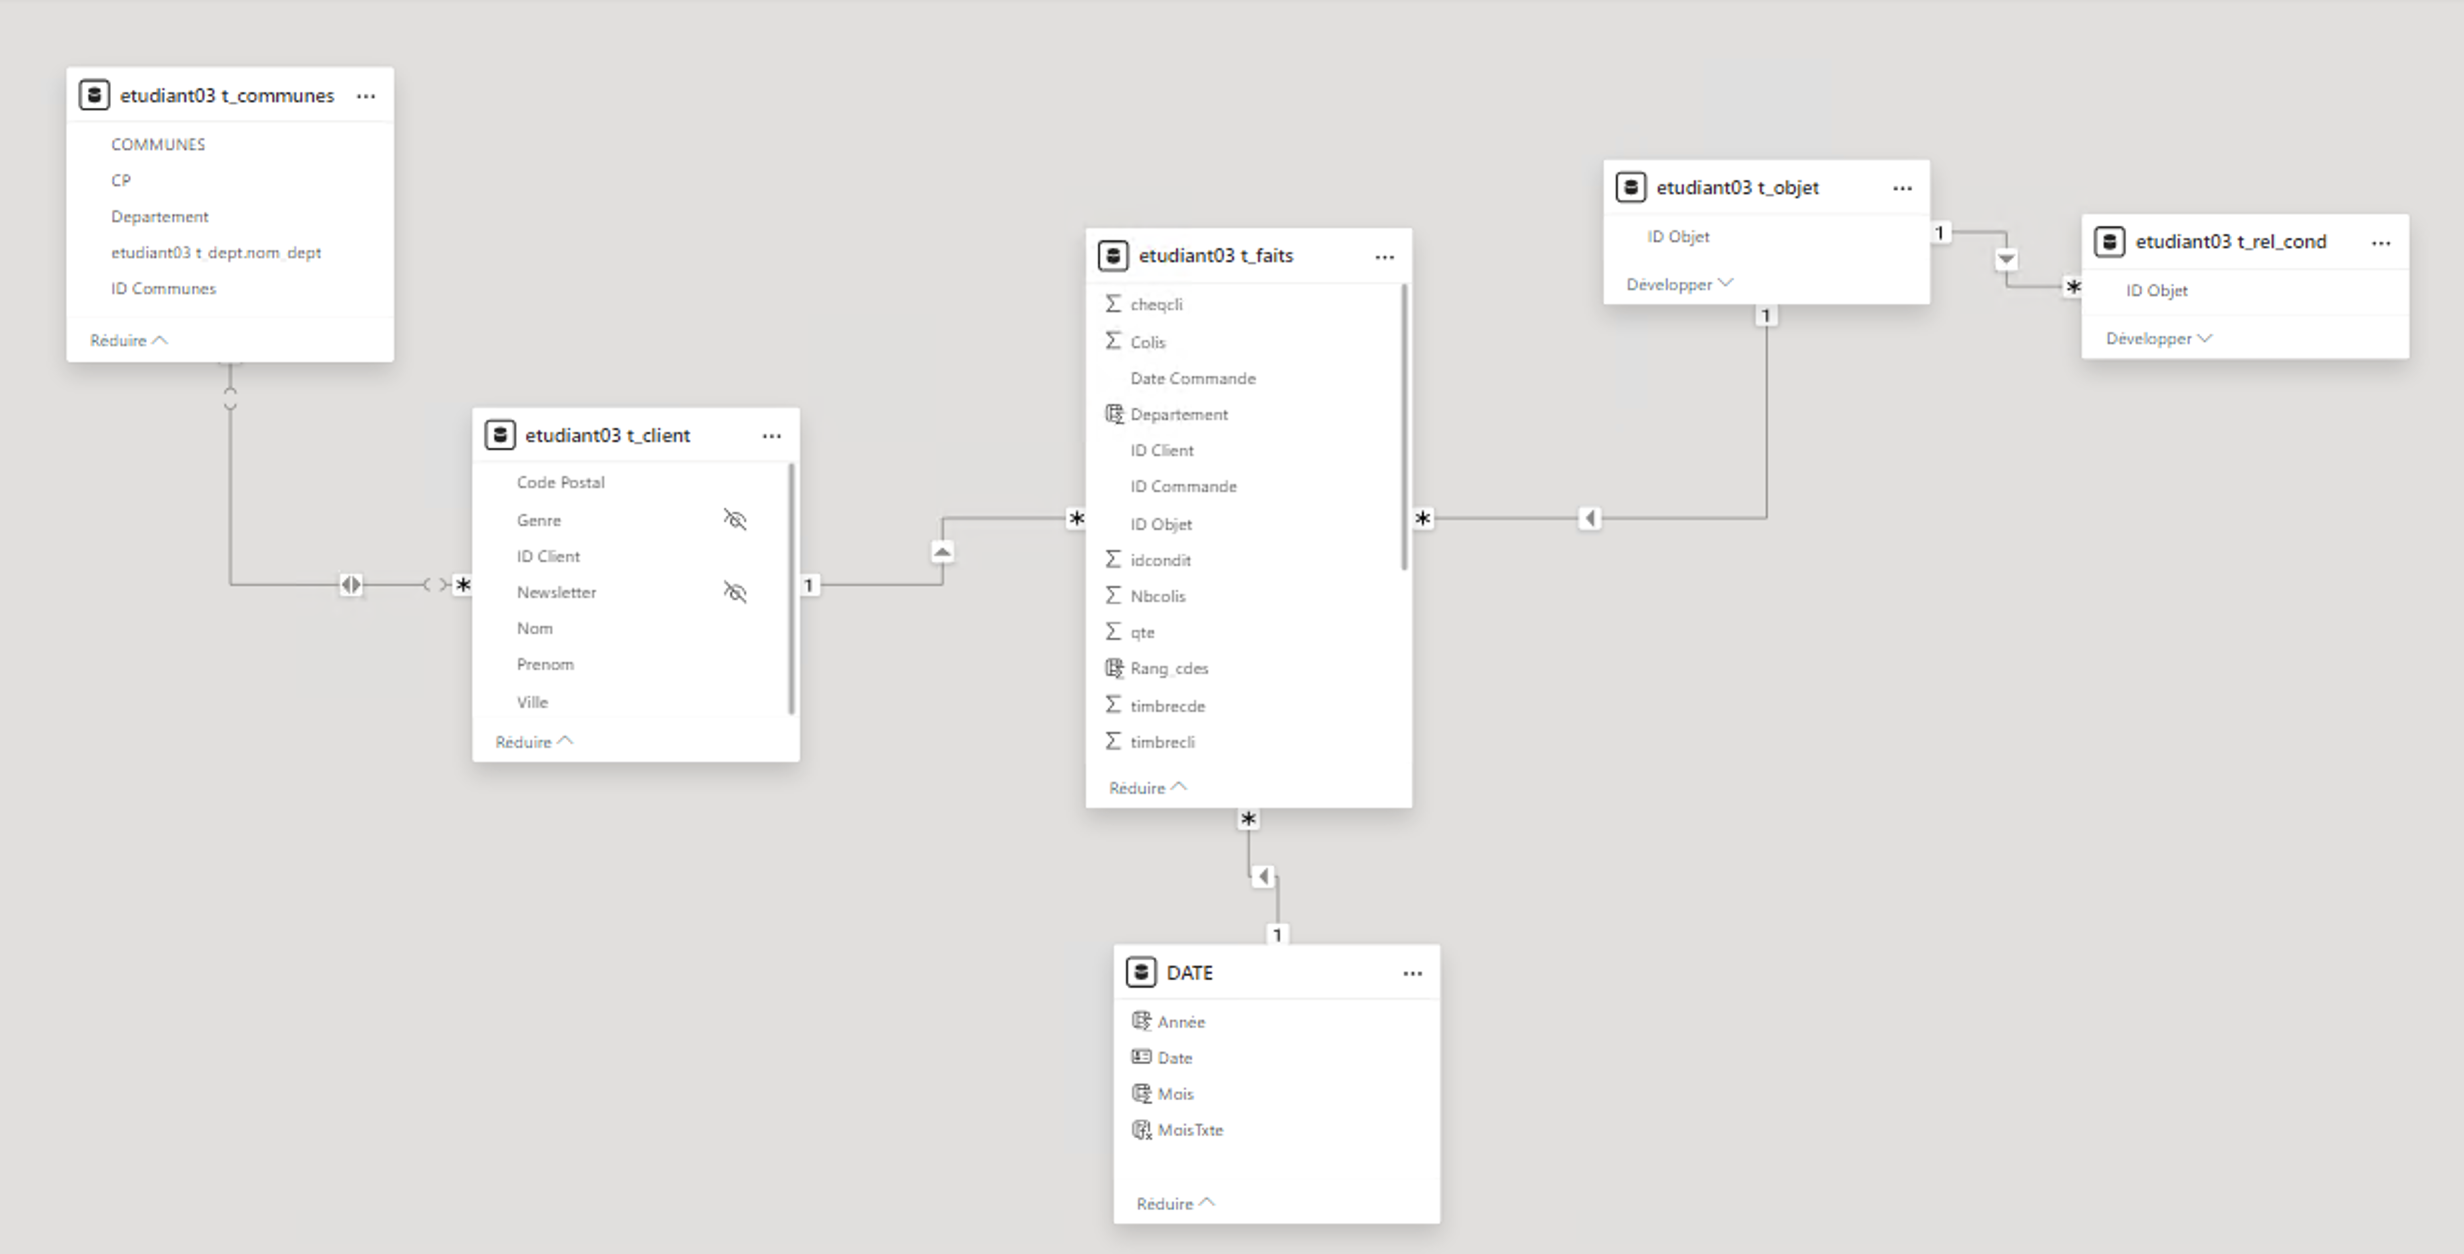 etudiant03 t_communes ...
COMMUNES
CP
Departement
etudiant03 t_dept.nom_dept
ID Communes
Réduire
etudiant03 t_client ...
Code Postal
Genre
ID Client
Newsletter
Nom
Prenom
Ville
Réduire
*
1
etudiant03 t_faits ...
cheqcli
Colis
Date Commande
Departement
ID Client
ID Commande
ID Objet
idcondit
Nbcolis
qte
Rang_cdes
timbrecde
timbrecli
Réduire
*
*
*
etudiant03 t_objet ...
ID Objet
Développer
1
1
etudiant03 t_rel_cond ...
ID Objet
Développer
*
1
DATE ...
Année
Date
Mois
MoisTxte
Réduire